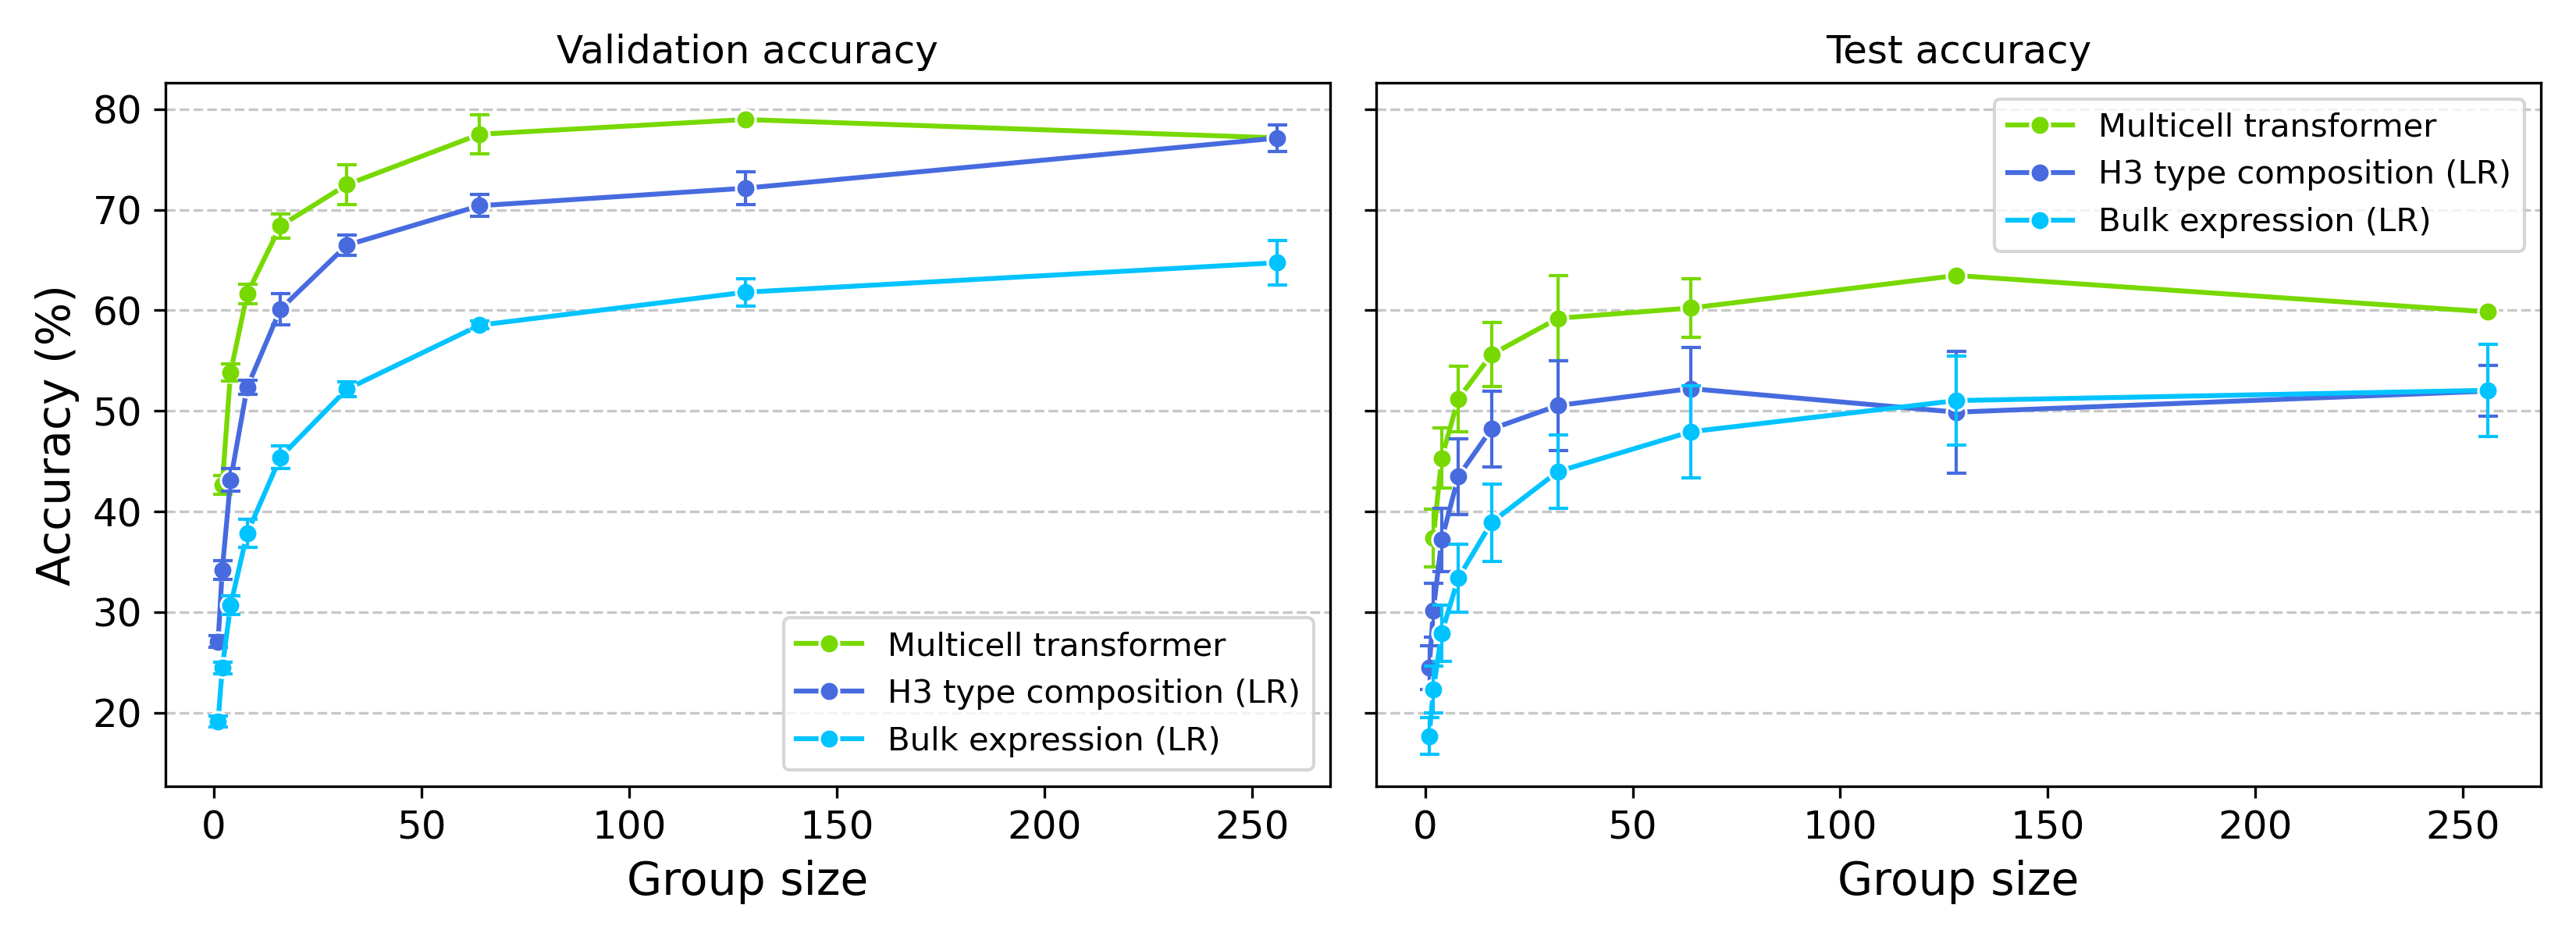 Validation accuracy
Accuracy (%)
80
70
60
50
40
30
20
Multicell transformer
H3 type composition (LR)
Bulk expression (LR)
0 50 100 150 200 250
Group size
Test accuracy
Multicell transformer
H3 type composition (LR)
Bulk expression (LR)
0 50 100 150 200 250
Group size